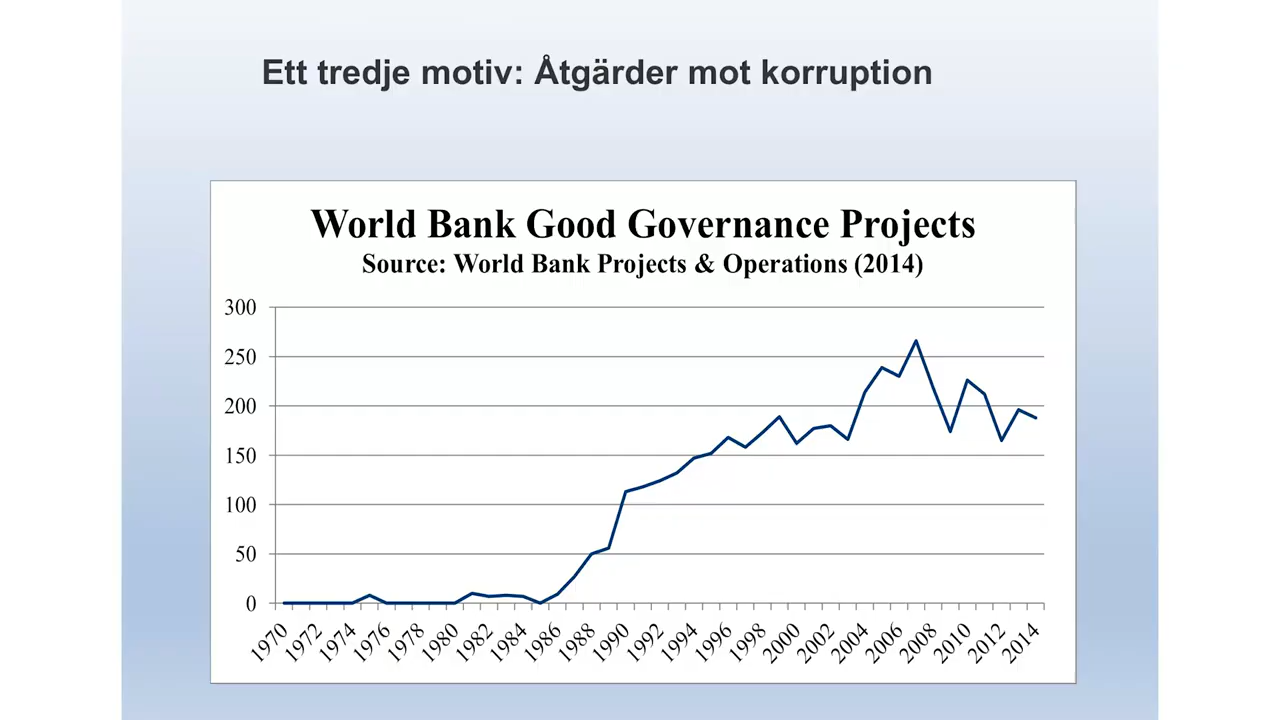 Ett tredje motiv: Åtgärder mot korruption
World Bank Good Governance Projects
Source: World Bank Projects & Operations (2014)
300
250
200
150
100
50
0
1970 1972 1974 1976 1978 1980 1982 1984 1986 1988 1990 1992 1994 1996 1998 2000 2002 2004 2006 2008 2010 2012 2014